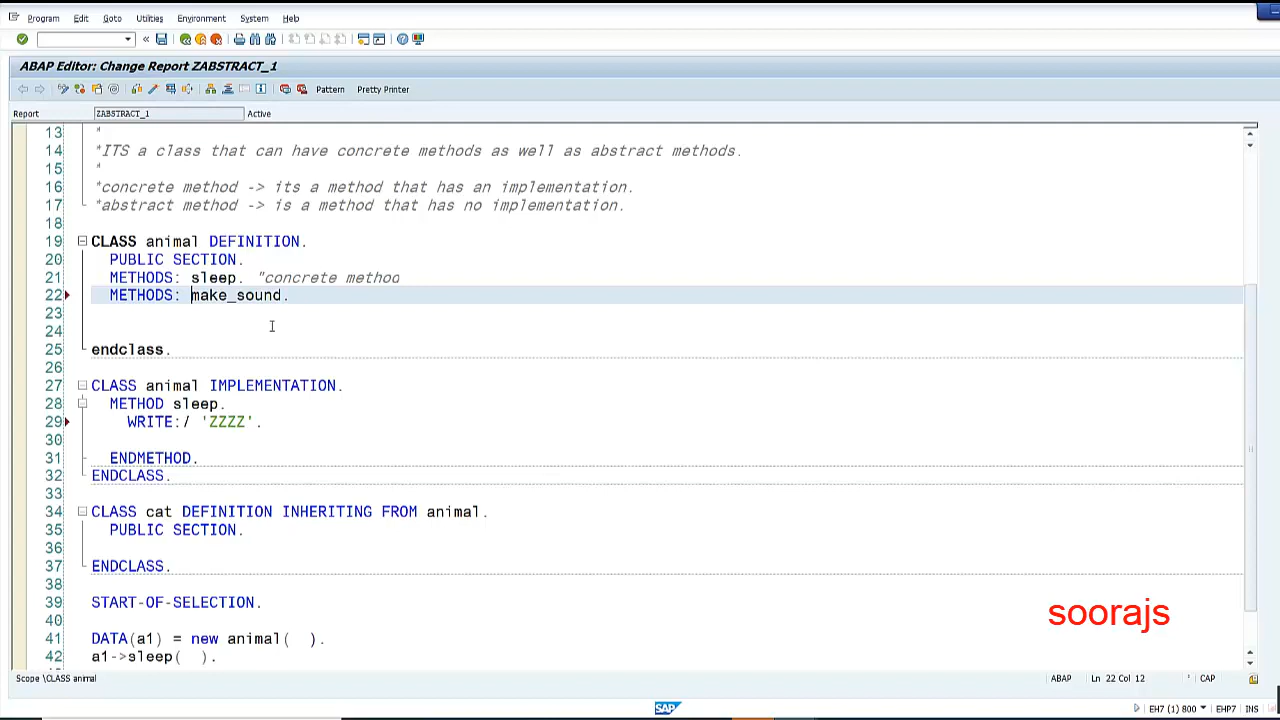 Program Edit Goto Utilities Environment System Help
ABAP Editor: Change Report ZABSTRACT_1
Pattern Pretty Printer
Report ZABSTRACT_1 Active
13 *
14 *ITS a class that can have concrete methods as well as abstract methods.
15 *
16 *concrete method -> its a method that has an implementation.
17 *abstract method -> is a method that has no implementation.
18
19 CLASS animal DEFINITION.
20 PUBLIC SECTION.
21 METHODS: sleep. "concrete method
22 METHODS: make_sound.
23
24
25 endclass.
26
27 CLASS animal IMPLEMENTATION.
28 METHOD sleep.
29 WRITE:/ 'ZZZZ'.
30
31 ENDMETHOD.
32 ENDCLASS.
33
34 CLASS cat DEFINITION INHERITING FROM animal.
35 PUBLIC SECTION.
36
37 ENDCLASS.
38
39 START-OF-SELECTION.
40
41 DATA(a1) = new animal( ).
42 a1->sleep( ).
soorajs
Scope \CLASS animal ABAP Ln 22 Col 12 CAP
SAP EH7 (1) 800 EHP7 INS